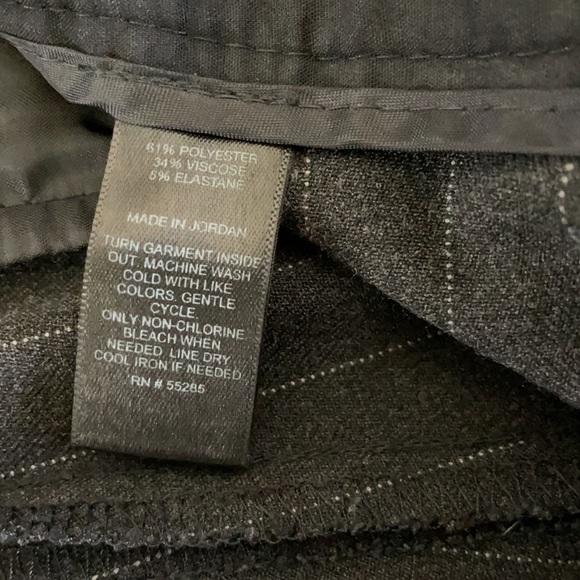 61% POLYESTER
34% VISCOSE
5% ELASTANE
MADE IN JORDAN
TURN GARMENT INSIDE
OUT. MACHINE WASH
COLD WITH LIKE
COLORS. GENTLE
CYCLE.
ONLY NON-CHLORINE
BLEACH WHEN
NEEDED. LINE DRY
COOL IRON IF NEEDED
RN # 55285